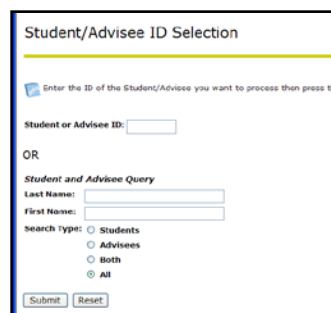 Student/Advisee ID Selection
Enter the ID of the Student/Advisee you want to process then press t
Student or Advisee ID:
OR
Student and Advisee Query
Last Name:
First Name:
Search Type: Students
Advisees
Both
All
Submit Reset